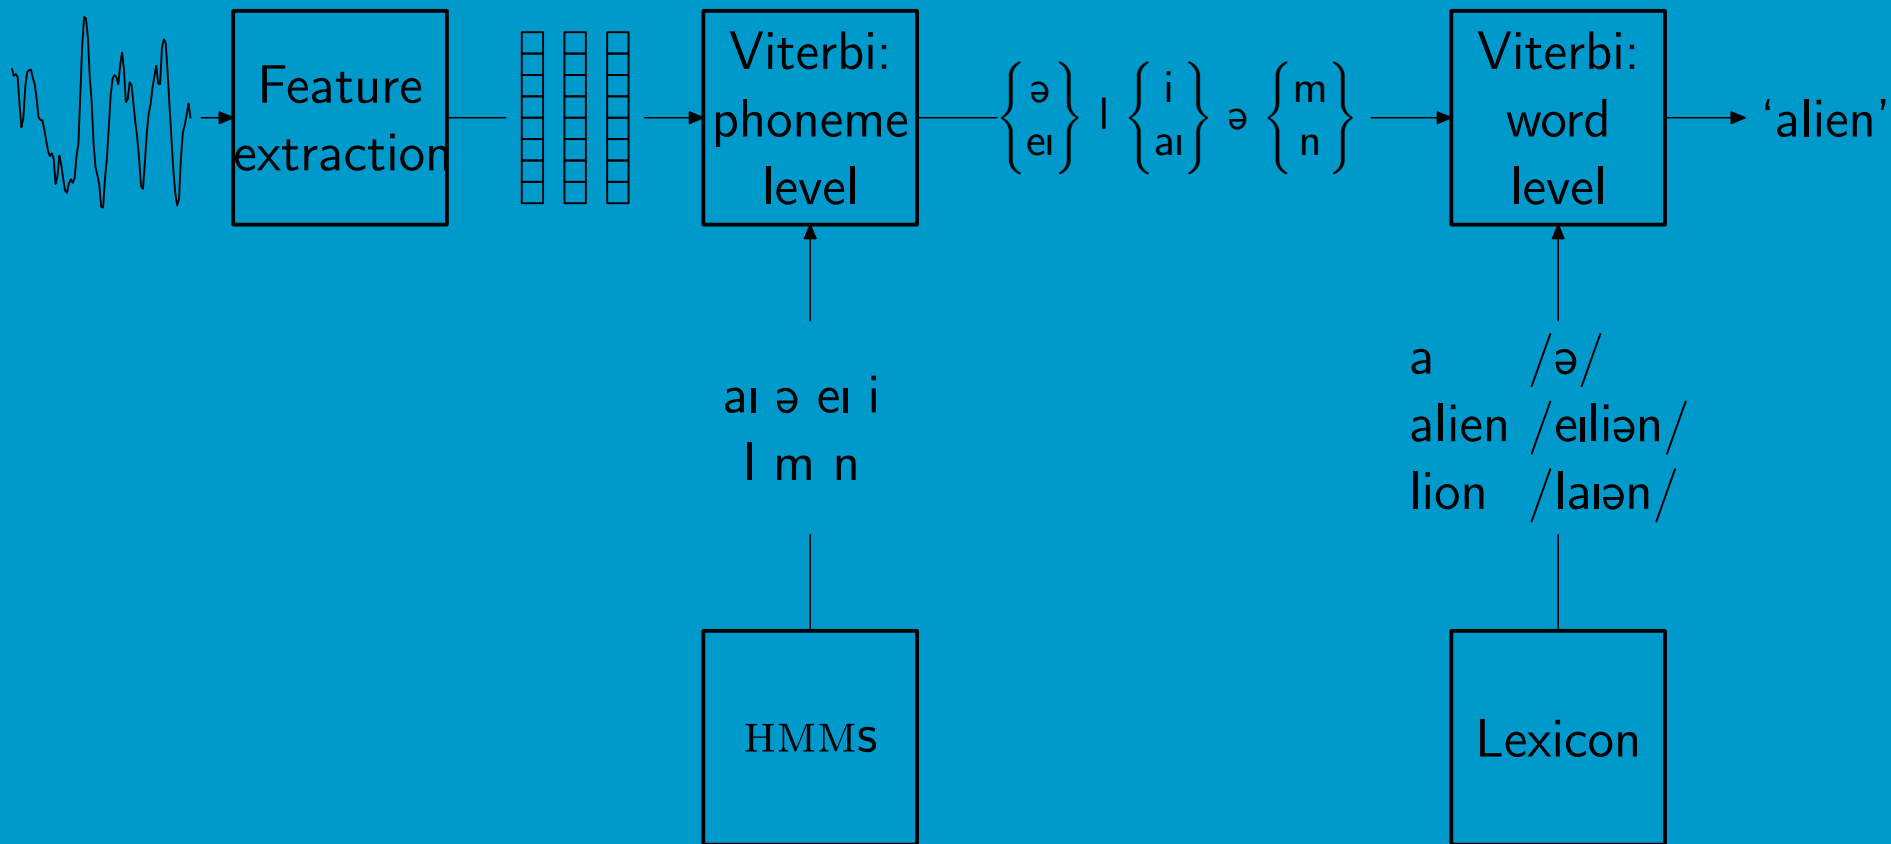 Feature
extraction
Viterbi:
phoneme
level
ə
eɪ
l
i
aɪ
ə
m
n
Viterbi:
word
level
‘alien’
aɪ ə eɪ i
l m n
a /ə/
alien /eɪliən/
lion /laɪən/
HMMs
Lexicon